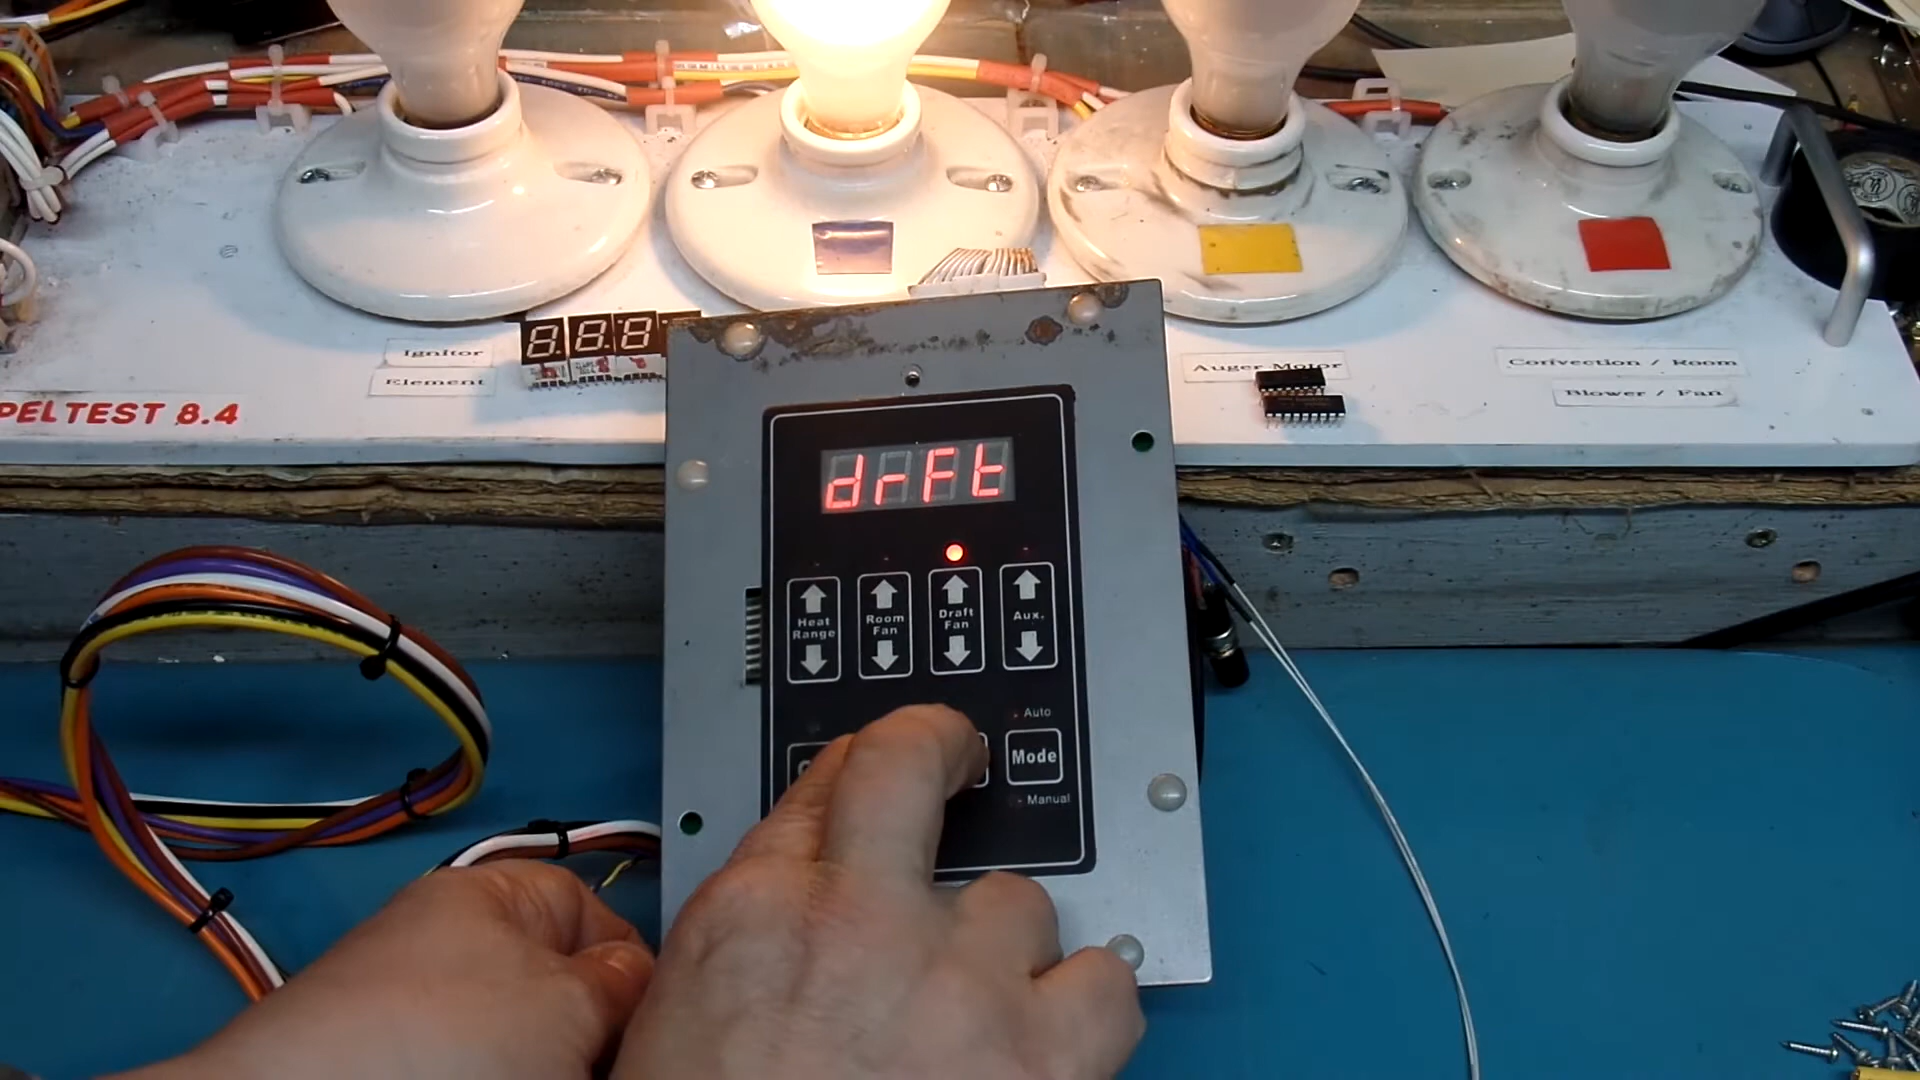 Ignitor
Element
PELTEST 8.4
Auger Motor
Convection / Room
Blower / Fan
drFt
Heat
Range
Room
Fan
Draft
Fan
Aux.
Auto
Mode
Manual